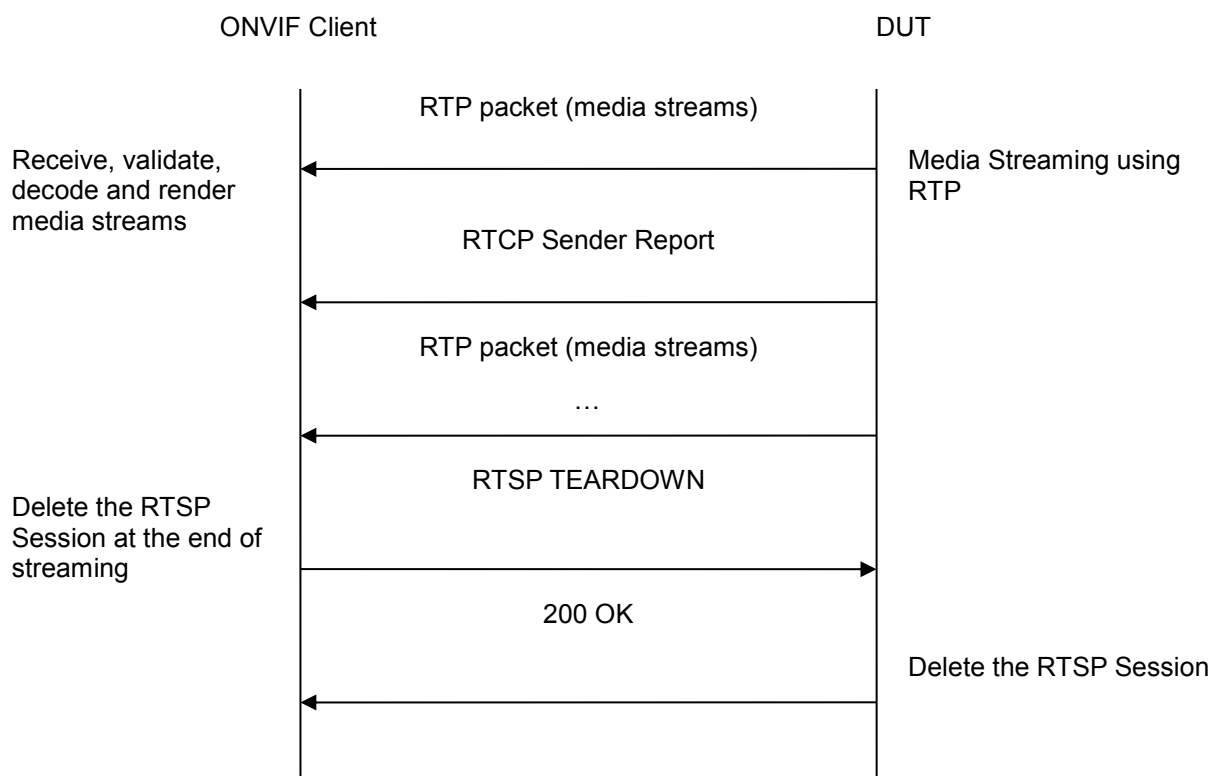 ONVIF Client
DUT
RTP packet (media streams)
Receive, validate,
decode and render
media streams
Media Streaming using
RTP
RTCP Sender Report
RTP packet (media streams)
…
RTSP TEARDOWN
Delete the RTSP
Session at the end of
streaming
200 OK
Delete the RTSP Session